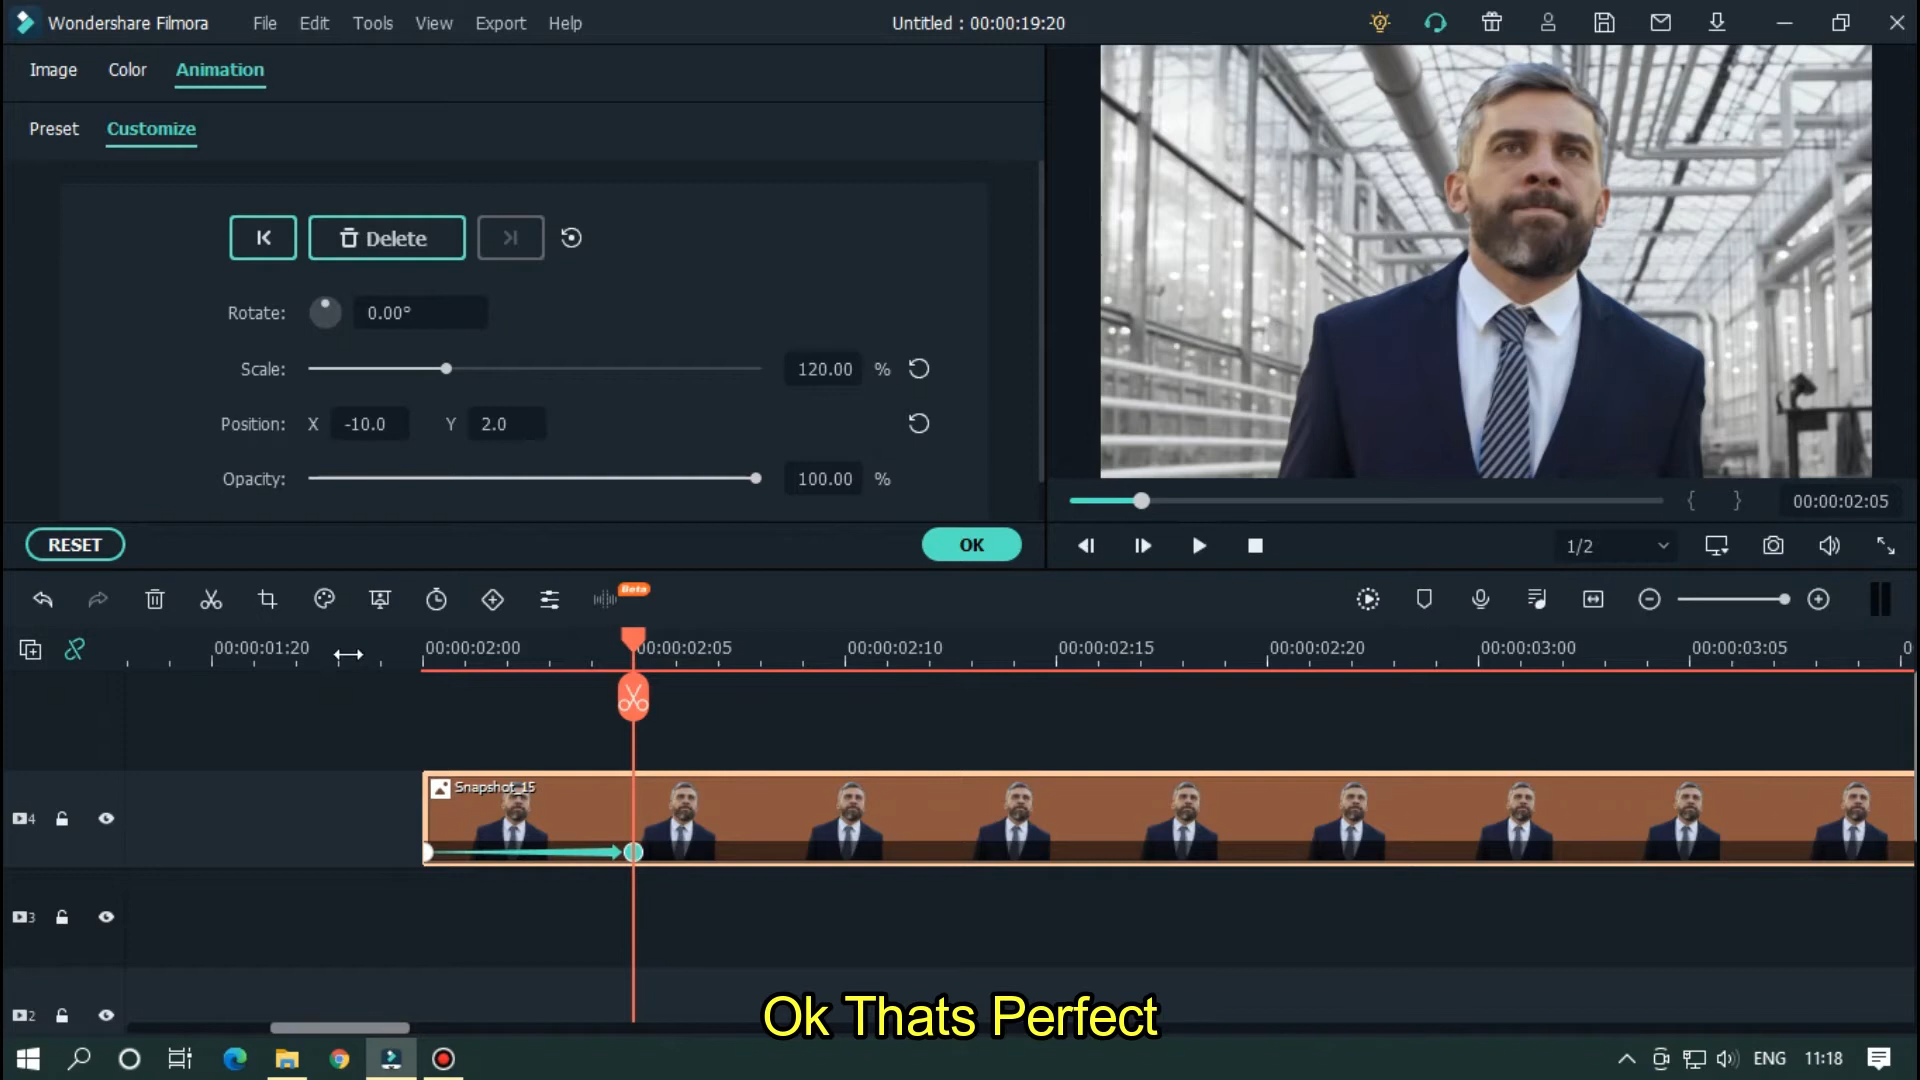 Wondershare Filmora File Edit Tools View Export Help Untitled : 00:00:19:20
Image Color Animation
Preset Customize
Delete
Rotate: 0.00°
Scale: 120.00 %
Position: X -10.0 Y 2.0
Opacity: 100.00 %
00:00:02:05
RESET OK
1/2
Beta
00:00:01:20 00:00:02:00 00:00:02:05 00:00:02:10 00:00:02:15 00:00:02:20 00:00:03:00 00:00:03:05 0
Snapshot_15
4
3
2
Ok Thats Perfect
ENG 11:18